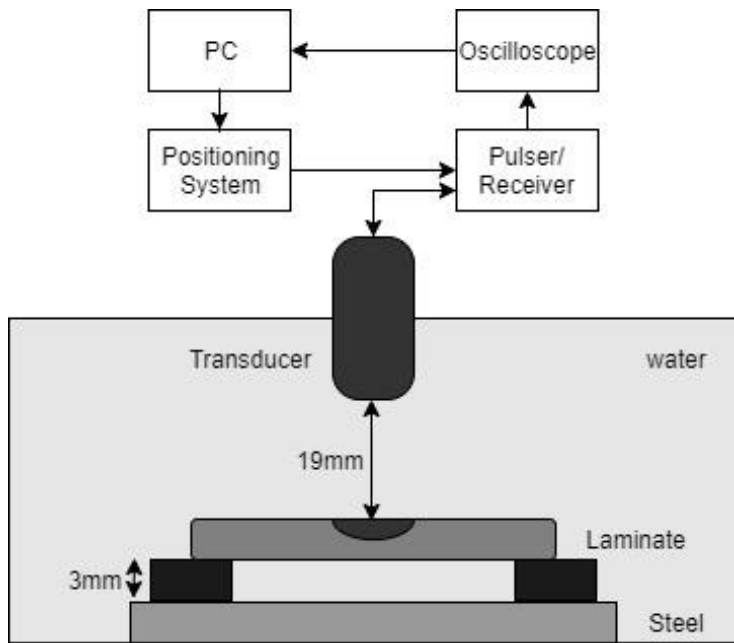 PC
Oscilloscope
Positioning
System
Pulser/
Receiver
Transducer
water
19mm
Laminate
3mm
Steel